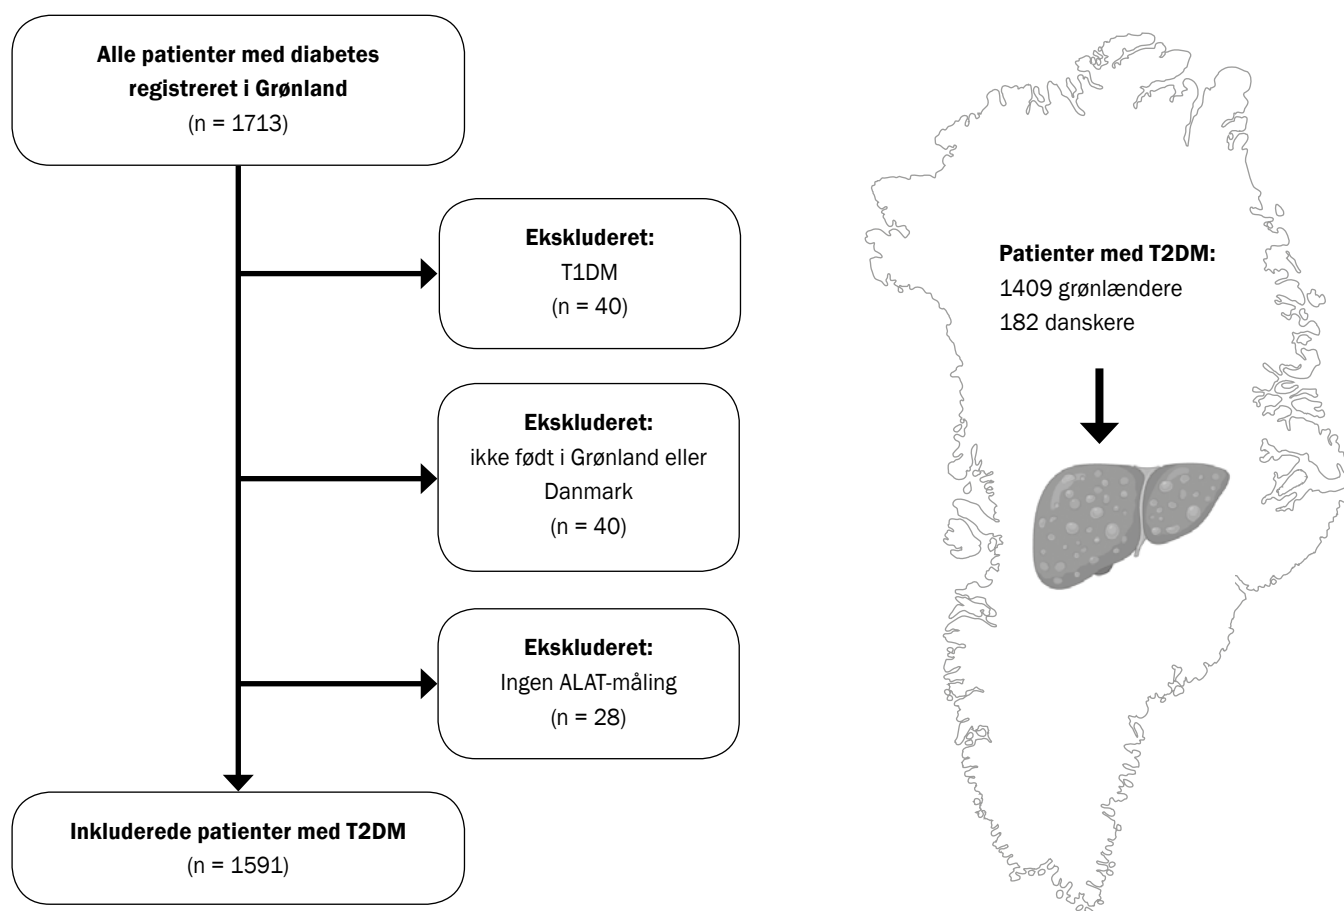 Alle patienter med diabetes
registreret i Grønland
(n = 1713)
Ekskluderet:
T1DM
(n = 40)
Ekskluderet:
ikke født i Grønland eller
Danmark
(n = 40)
Ekskluderet:
Ingen ALAT-måling
(n = 28)
Inkluderede patienter med T2DM
(n = 1591)
Patienter med T2DM:
1409 grønlændere
182 danskere